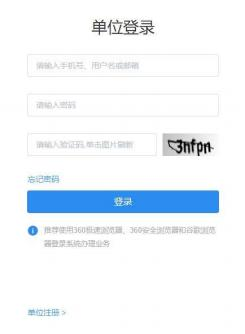 单位登录
请输入手机号、用户名或邮箱
请输入密码
请输入验证码,单击图片刷新
3nfpn
忘记密码
登录
推荐使用360极速浏览器、360安全浏览器和谷歌浏览
器登录系统办理业务
单位注册 >